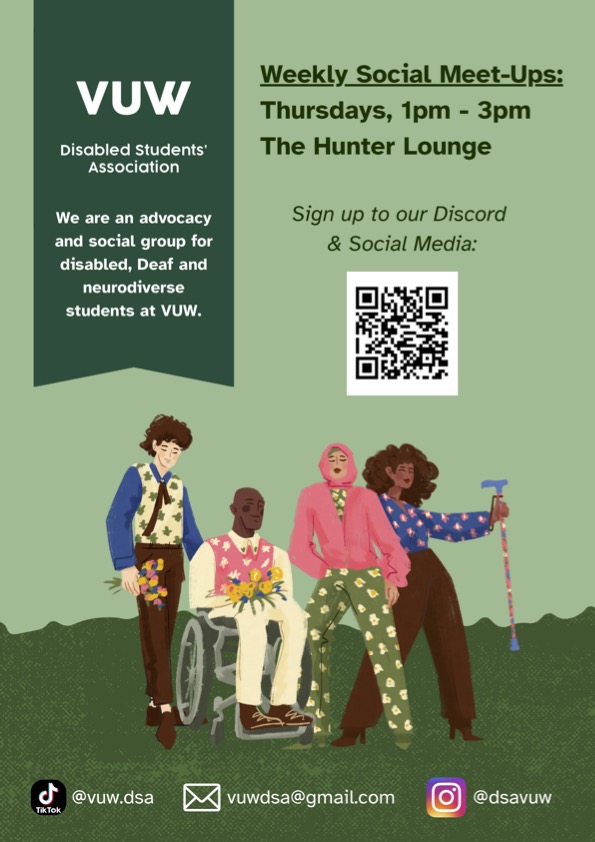 VUW
Disabled Students'
Association
We are an advocacy
and social group for
disabled, Deaf and
neurodiverse
students at VUW.
Weekly Social Meet-Ups:
Thursdays, 1pm - 3pm
The Hunter Lounge
Sign up to our Discord
& Social Media:
TikTok
@vuw.dsa
vuwdsa@gmail.com
@dsavuw